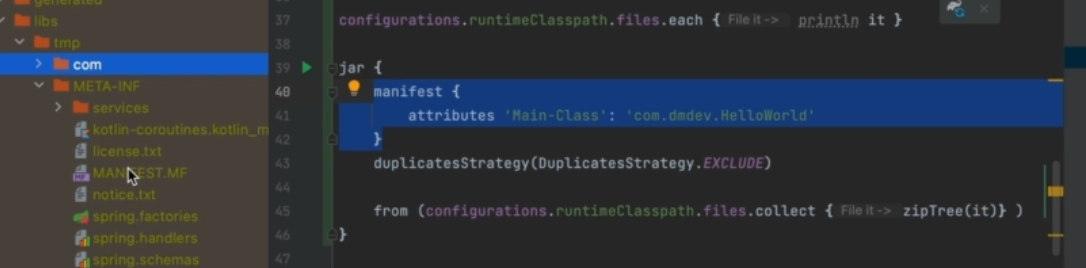 generated
libs
tmp
com
META-INF
services
kotlin-coroutines.kotlin_m
license.txt
MANIFEST.MF
notice.txt
spring.factories
spring.handlers
spring.schemas
37 configurations.runtimeClasspath.files.each { File it -> println it }
38
39 jar {
40 manifest {
41 attributes 'Main-Class': 'com.dmdev.HelloWorld'
42 }
43 duplicatesStrategy(DuplicatesStrategy.EXCLUDE)
44
45 from (configurations.runtimeClasspath.files.collect { File it -> zipTree(it)} )
46 }
47